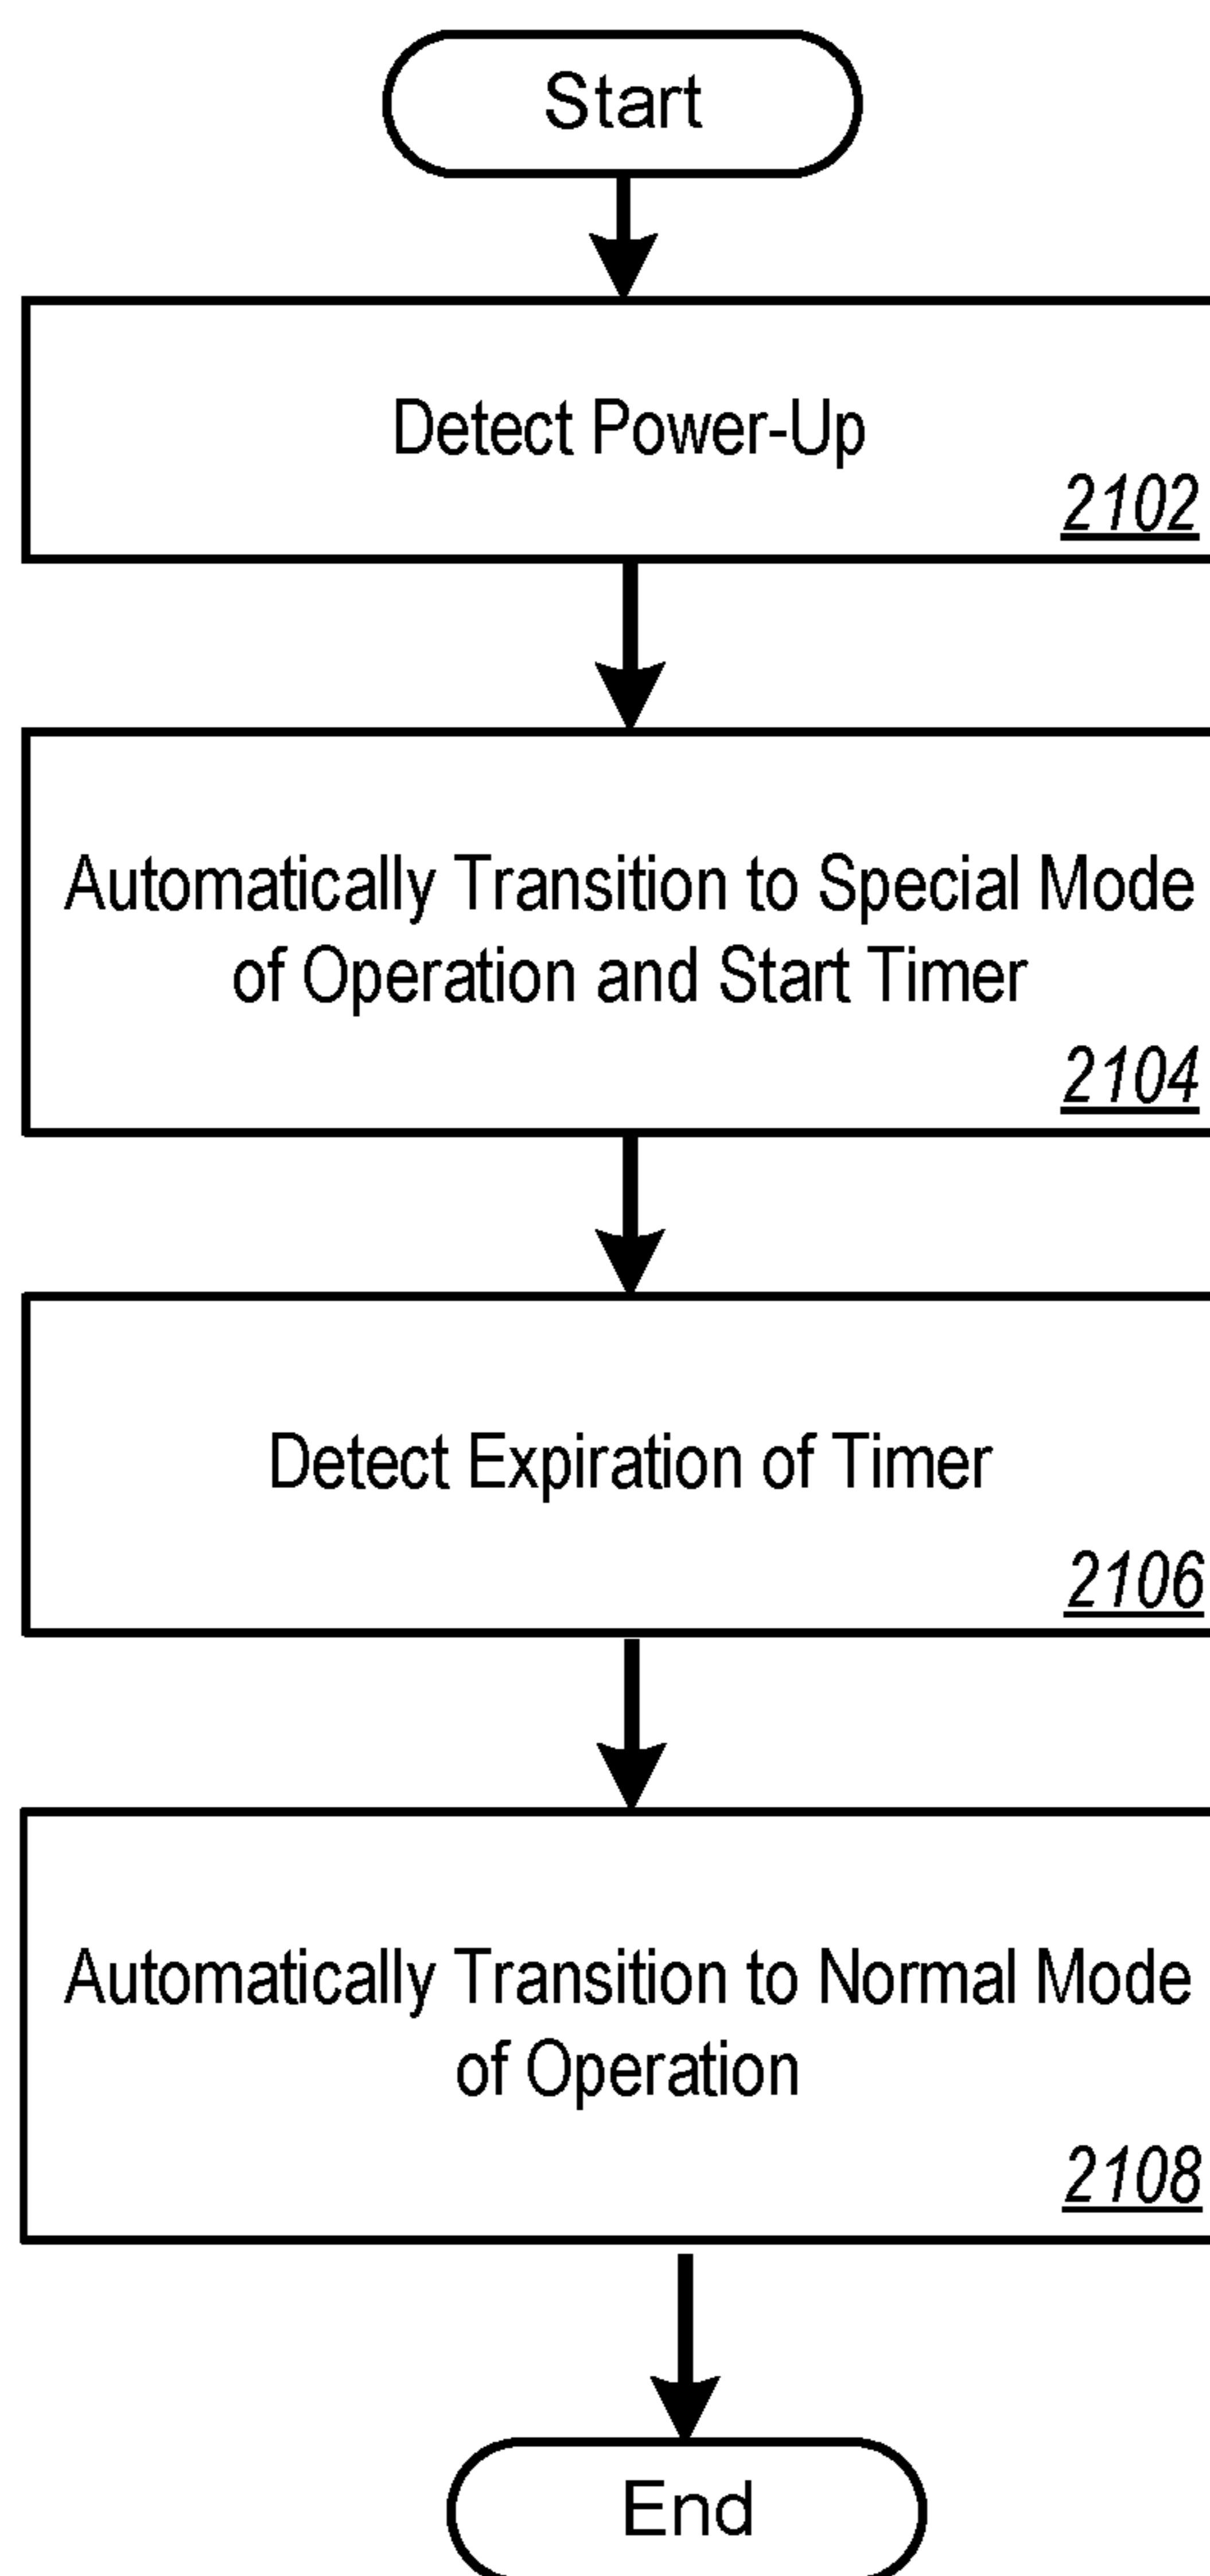 Start
Detect Power-Up
2102
Automatically Transition to Special Mode
of Operation and Start Timer
2104
Detect Expiration of Timer
2106
Automatically Transition to Normal Mode
of Operation
2108
End